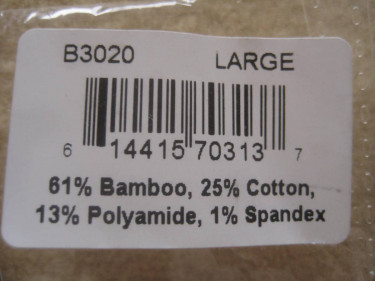 B3020 LARGE
6 14415 70313 7
61% Bamboo, 25% Cotton,
13% Polyamide, 1% Spandex